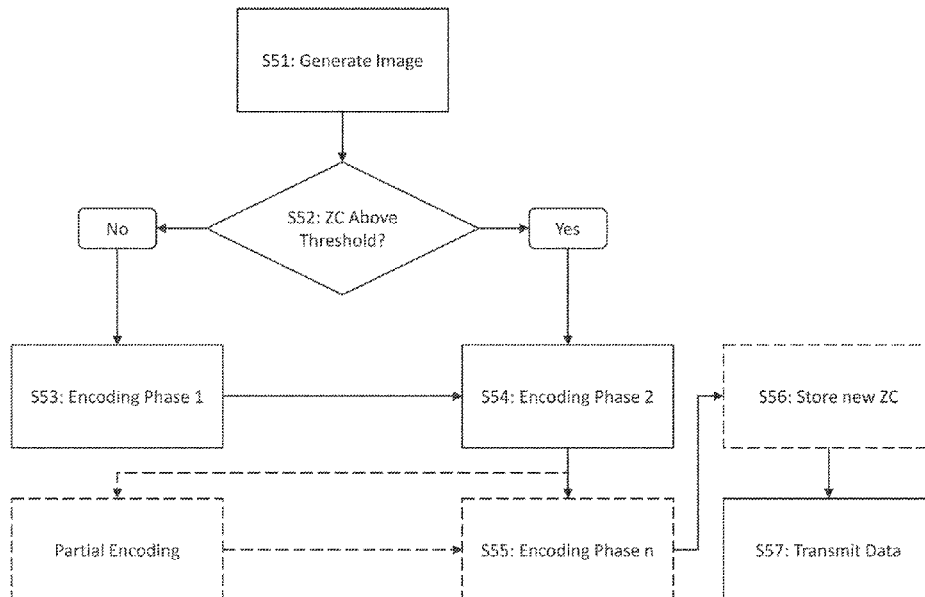 S51: Generate Image
S52: ZC Above
Threshold?
No
Yes
S53: Encoding Phase 1
S54: Encoding Phase 2
S56: Store new ZC
Partial Encoding
S55: Encoding Phase n
S57: Transmit Data